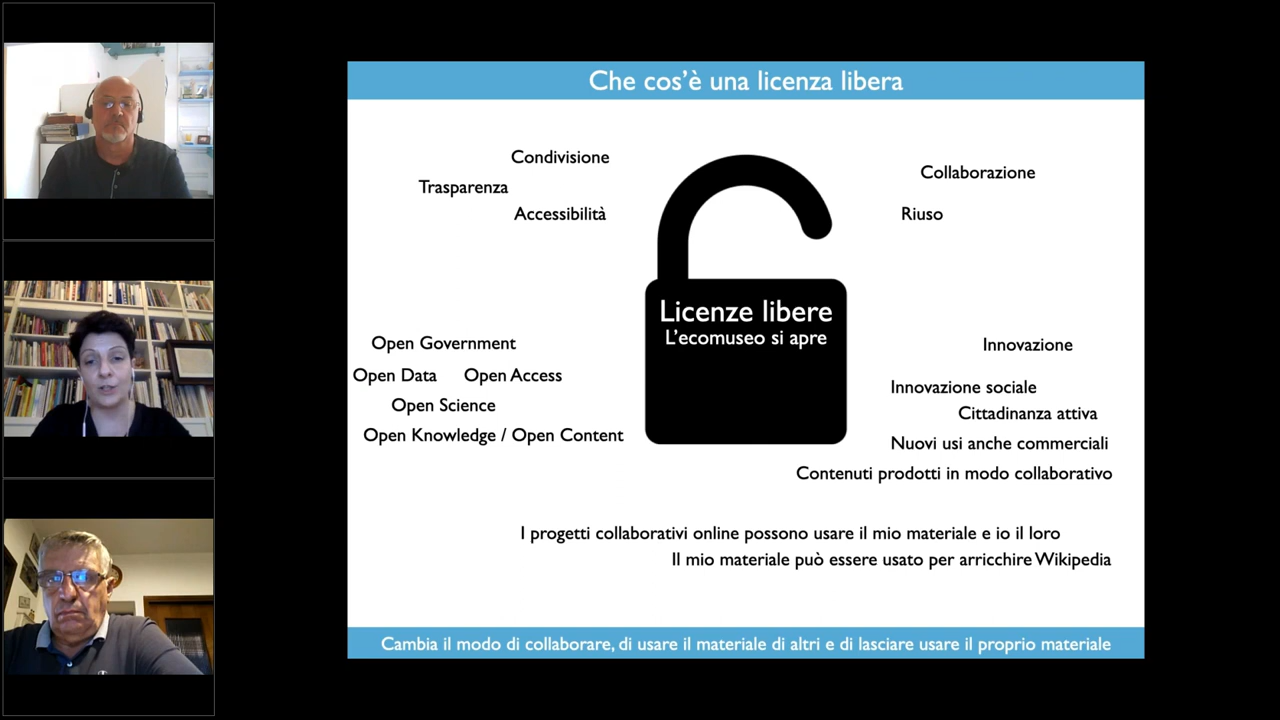 Che cos'è una licenza libera
Condivisione
Trasparenza
Accessibilità
Collaborazione
Riuso
Licenze libere
L'ecomuseo si apre
Open Government
Open Data Open Access
Open Science
Open Knowledge / Open Content
Innovazione
Innovazione sociale
Cittadinanza attiva
Nuovi usi anche commerciali
Contenuti prodotti in modo collaborativo
I progetti collaborativi online possono usare il mio materiale e io il loro
Il mio materiale può essere usato per arricchire Wikipedia
Cambia il modo di collaborare, di usare il materiale di altri e di lasciare usare il proprio materiale